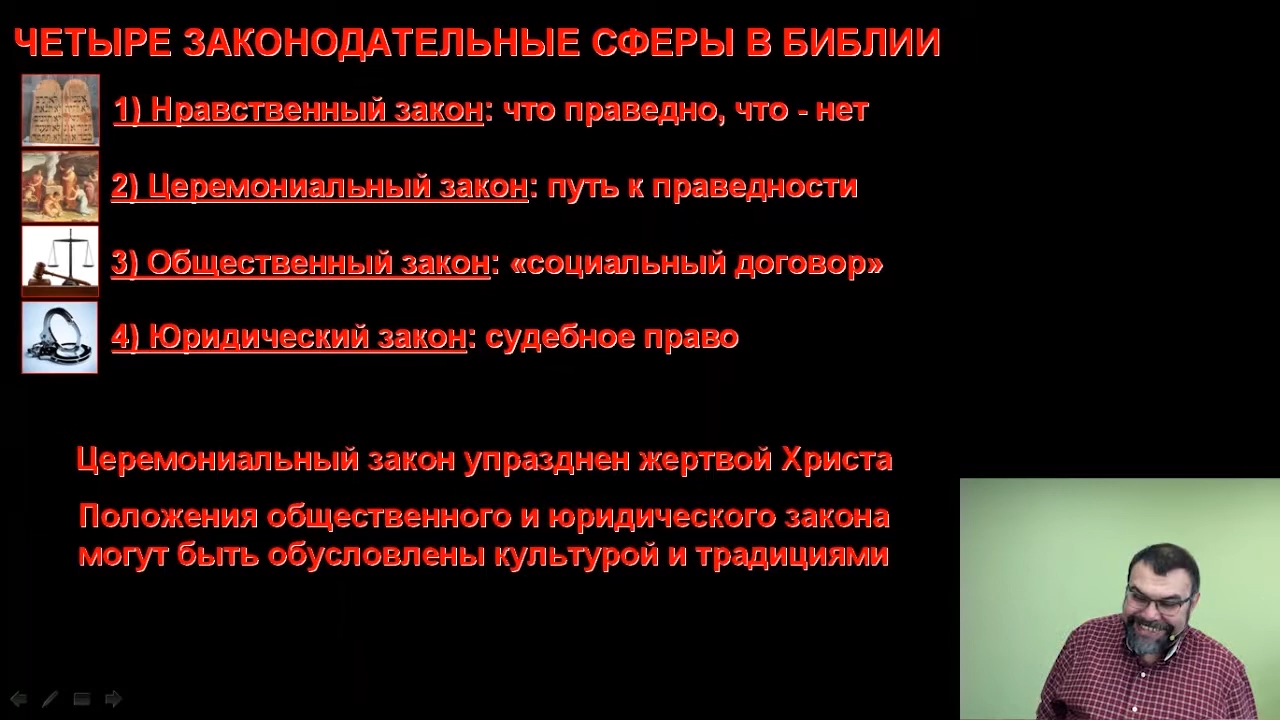 ЧЕТЫРЕ ЗАКОНОДАТЕЛЬНЫЕ СФЕРЫ В БИБЛИИ
1) Нравственный закон: что праведно, что - нет
2) Церемониальный закон: путь к праведности
3) Общественный закон: «социальный договор»
4) Юридический закон: судебное право
Церемониальный закон упразднен жертвой Христа
Положения общественного и юридического закона
могут быть обусловлены культурой и традициями